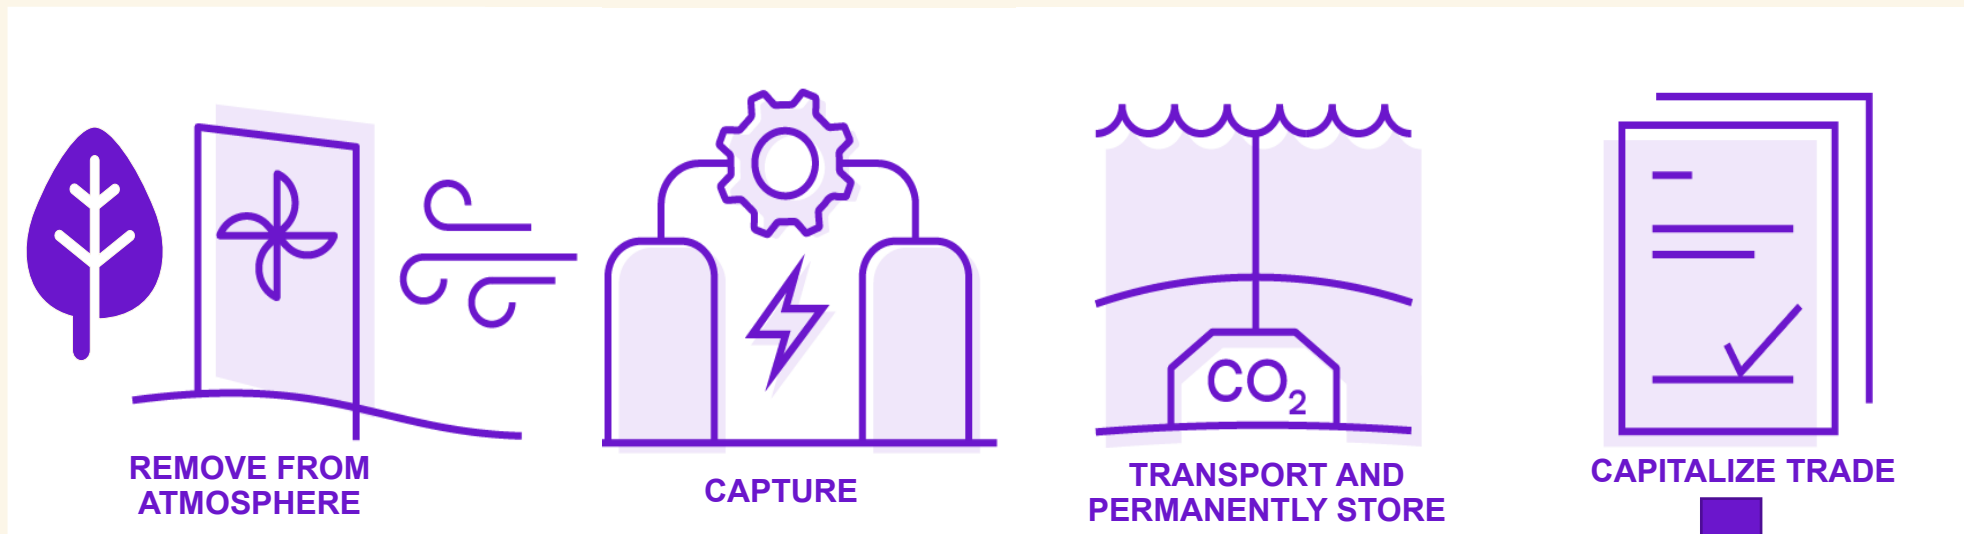 CO₂
REMOVE FROM
ATMOSPHERE
CAPTURE
TRANSPORT AND
PERMANENTLY STORE
CAPITALIZE TRADE